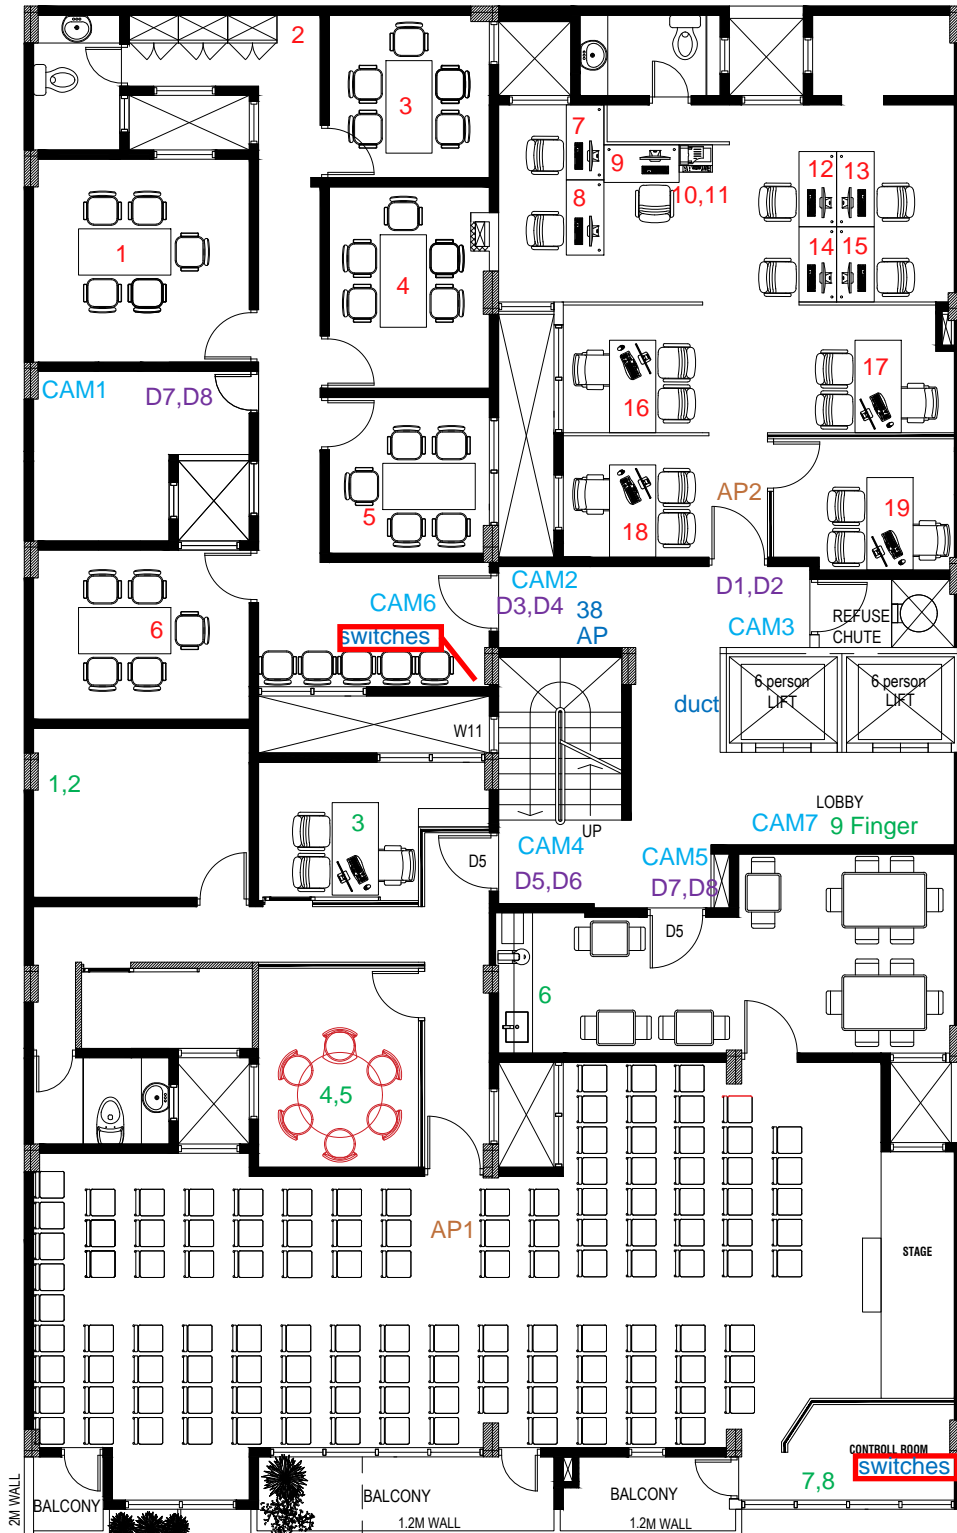 2
3
7
9
8
10,11
12
13
14
15
1
4
CAM1
D7,D8
16
17
5
AP2
18
19
CAM6
switches
CAM2
D3,D4
38
AP
D1,D2
CAM3
REFUSE
CHUTE
6
6 person
LIFT
6 person
LIFT
duct
W11
1,2
3
UP
LOBBY
CAM7
9 Finger
D5
CAM4
D5,D6
CAM5
D7,D8
D5
6
4,5
AP1
STAGE
CONTROLL ROOM
switches
7,8
2M WALL
BALCONY
BALCONY
1.2M WALL
BALCONY
1.2M WALL